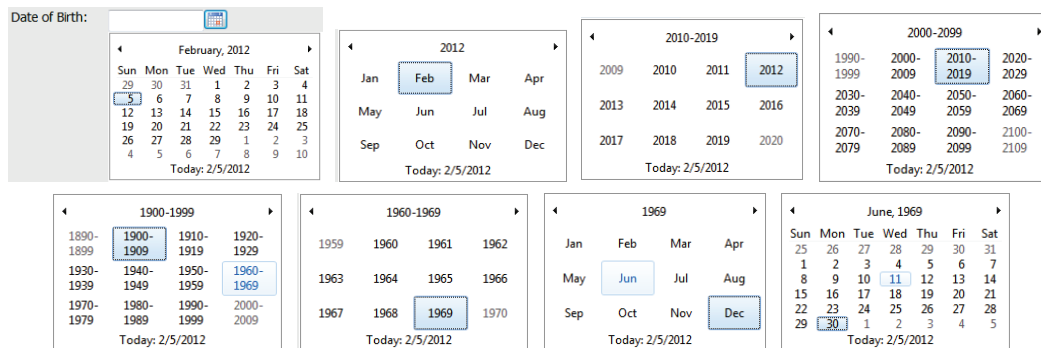 Date of Birth:
February, 2012
Sun Mon Tue Wed Thu Fri Sat
29 30 31 1 2 3 4
5 6 7 8 9 10 11
12 13 14 15 16 17 18
19 20 21 22 23 24 25
26 27 28 29 1 2 3
4 5 6 7 8 9 10
Today: 2/5/2012
2012
Jan Feb Mar Apr
May Jun Jul Aug
Sep Oct Nov Dec
Today: 2/5/2012
2010-2019
2009 2010 2011 2012
2013 2014 2015 2016
2017 2018 2019 2020
Today: 2/5/2012
2000-2099
1990- 2000- 2010- 2020-
1999 2009 2019 2029
2030- 2040- 2050- 2060-
2039 2049 2059 2069
2070- 2080- 2090- 2100-
2079 2089 2099 2109
Today: 2/5/2012
1900-1999
1890- 1900- 1910- 1920-
1899 1909 1919 1929
1930- 1940- 1950- 1960-
1939 1949 1959 1969
1970- 1980- 1990- 2000-
1979 1989 1999 2009
Today: 2/5/2012
1960-1969
1959 1960 1961 1962
1963 1964 1965 1966
1967 1968 1969 1970
Today: 2/5/2012
1969
Jan Feb Mar Apr
May Jun Jul Aug
Sep Oct Nov Dec
Today: 2/5/2012
June, 1969
Sun Mon Tue Wed Thu Fri Sat
25 26 27 28 29 30 31
1 2 3 4 5 6 7
8 9 10 11 12 13 14
15 16 17 18 19 20 21
22 23 24 25 26 27 28
29 30 1 2 3 4 5
Today: 2/5/2012